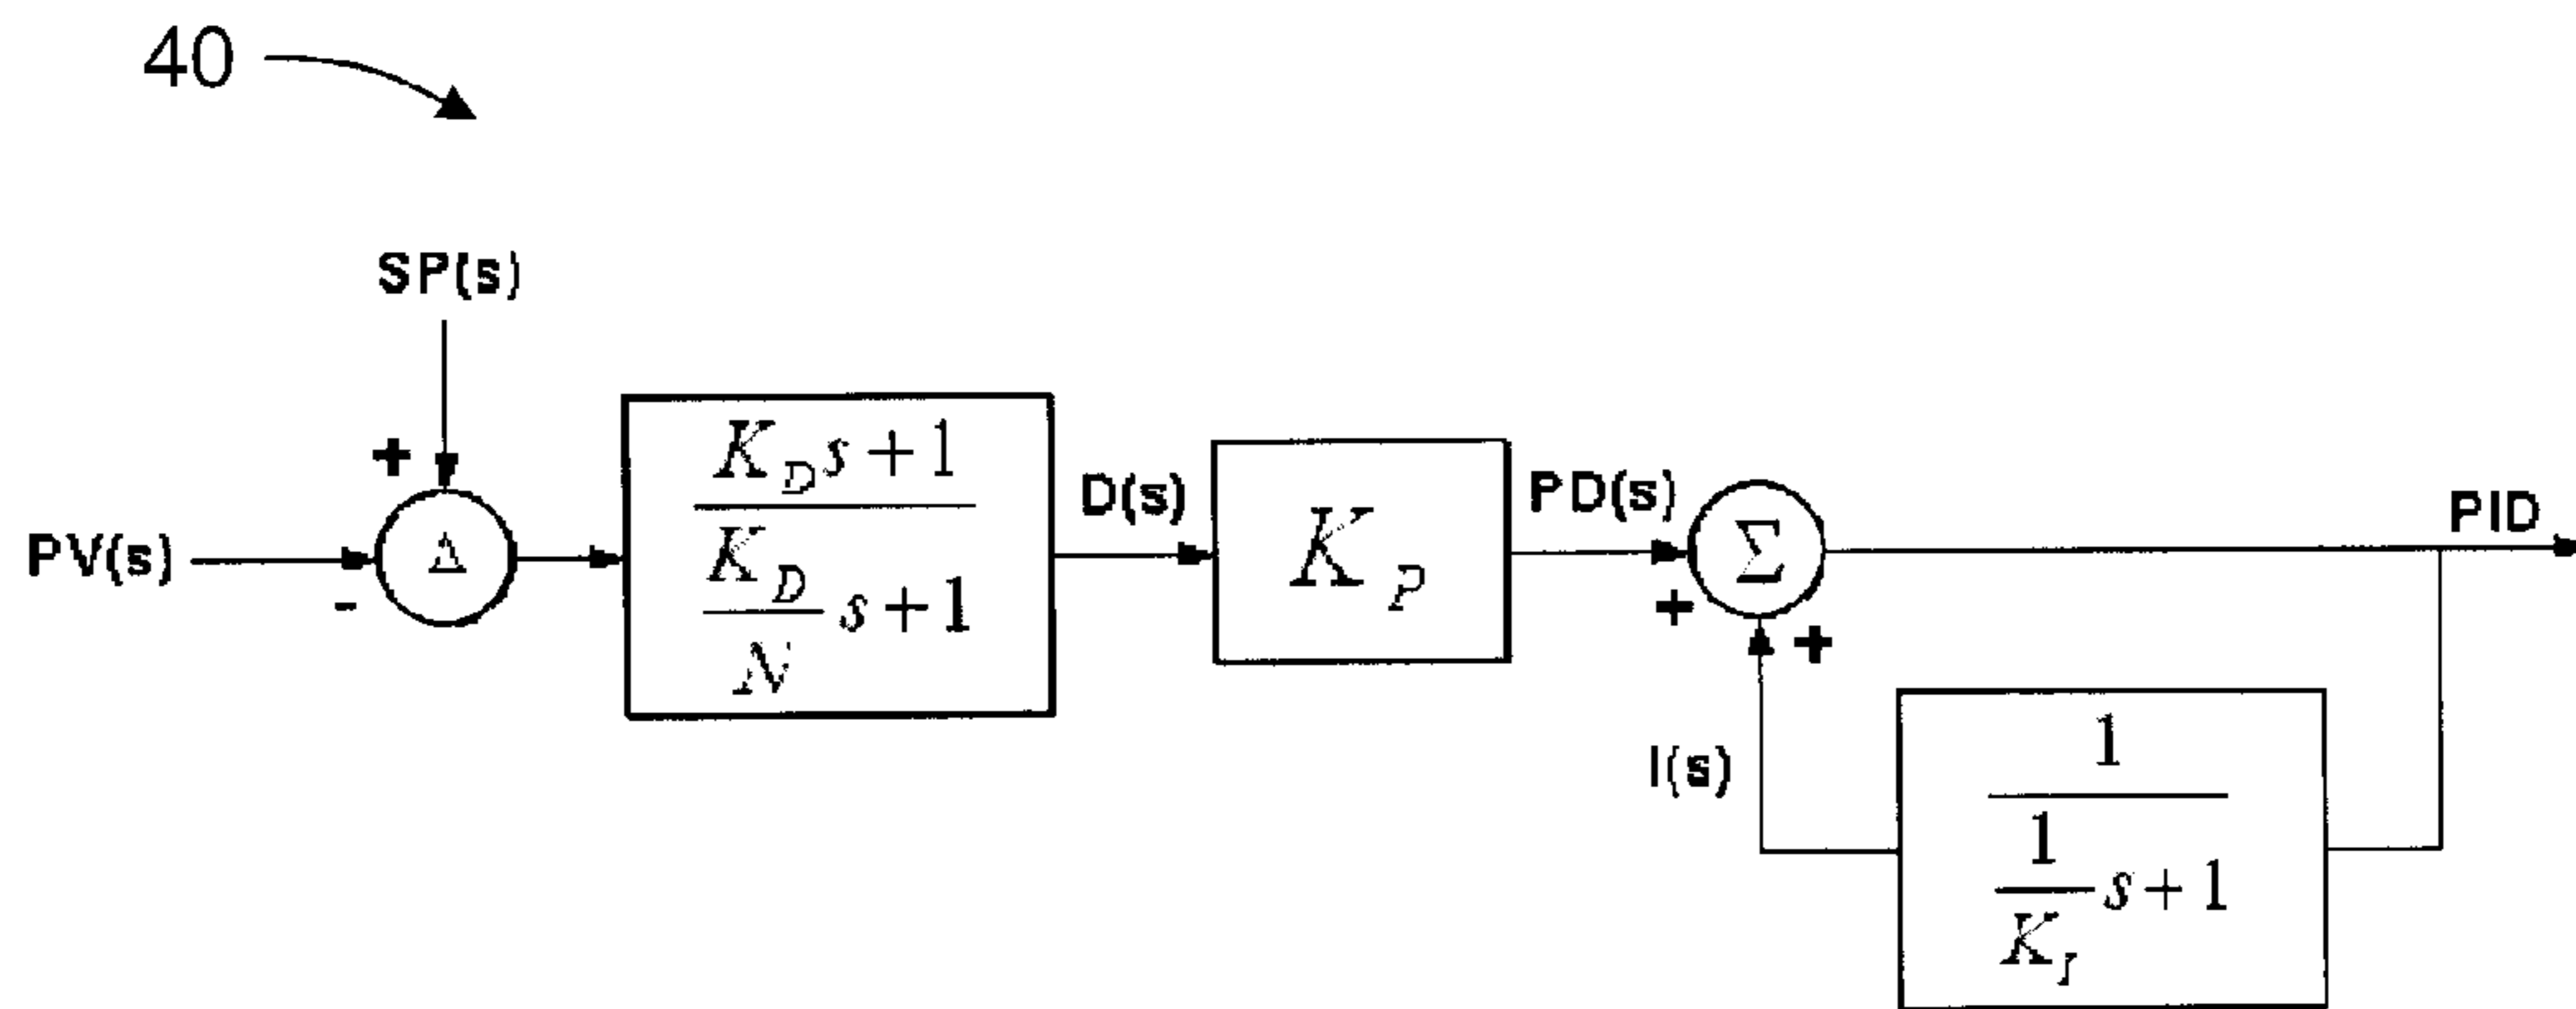 40
SP(s)
+
PV(s)
-
Δ
K_D s + 1
K_D
N
s + 1
D(s)
K_P
PD(s)
+
Σ
+
PID
I(s)
1
1
K_I
s + 1